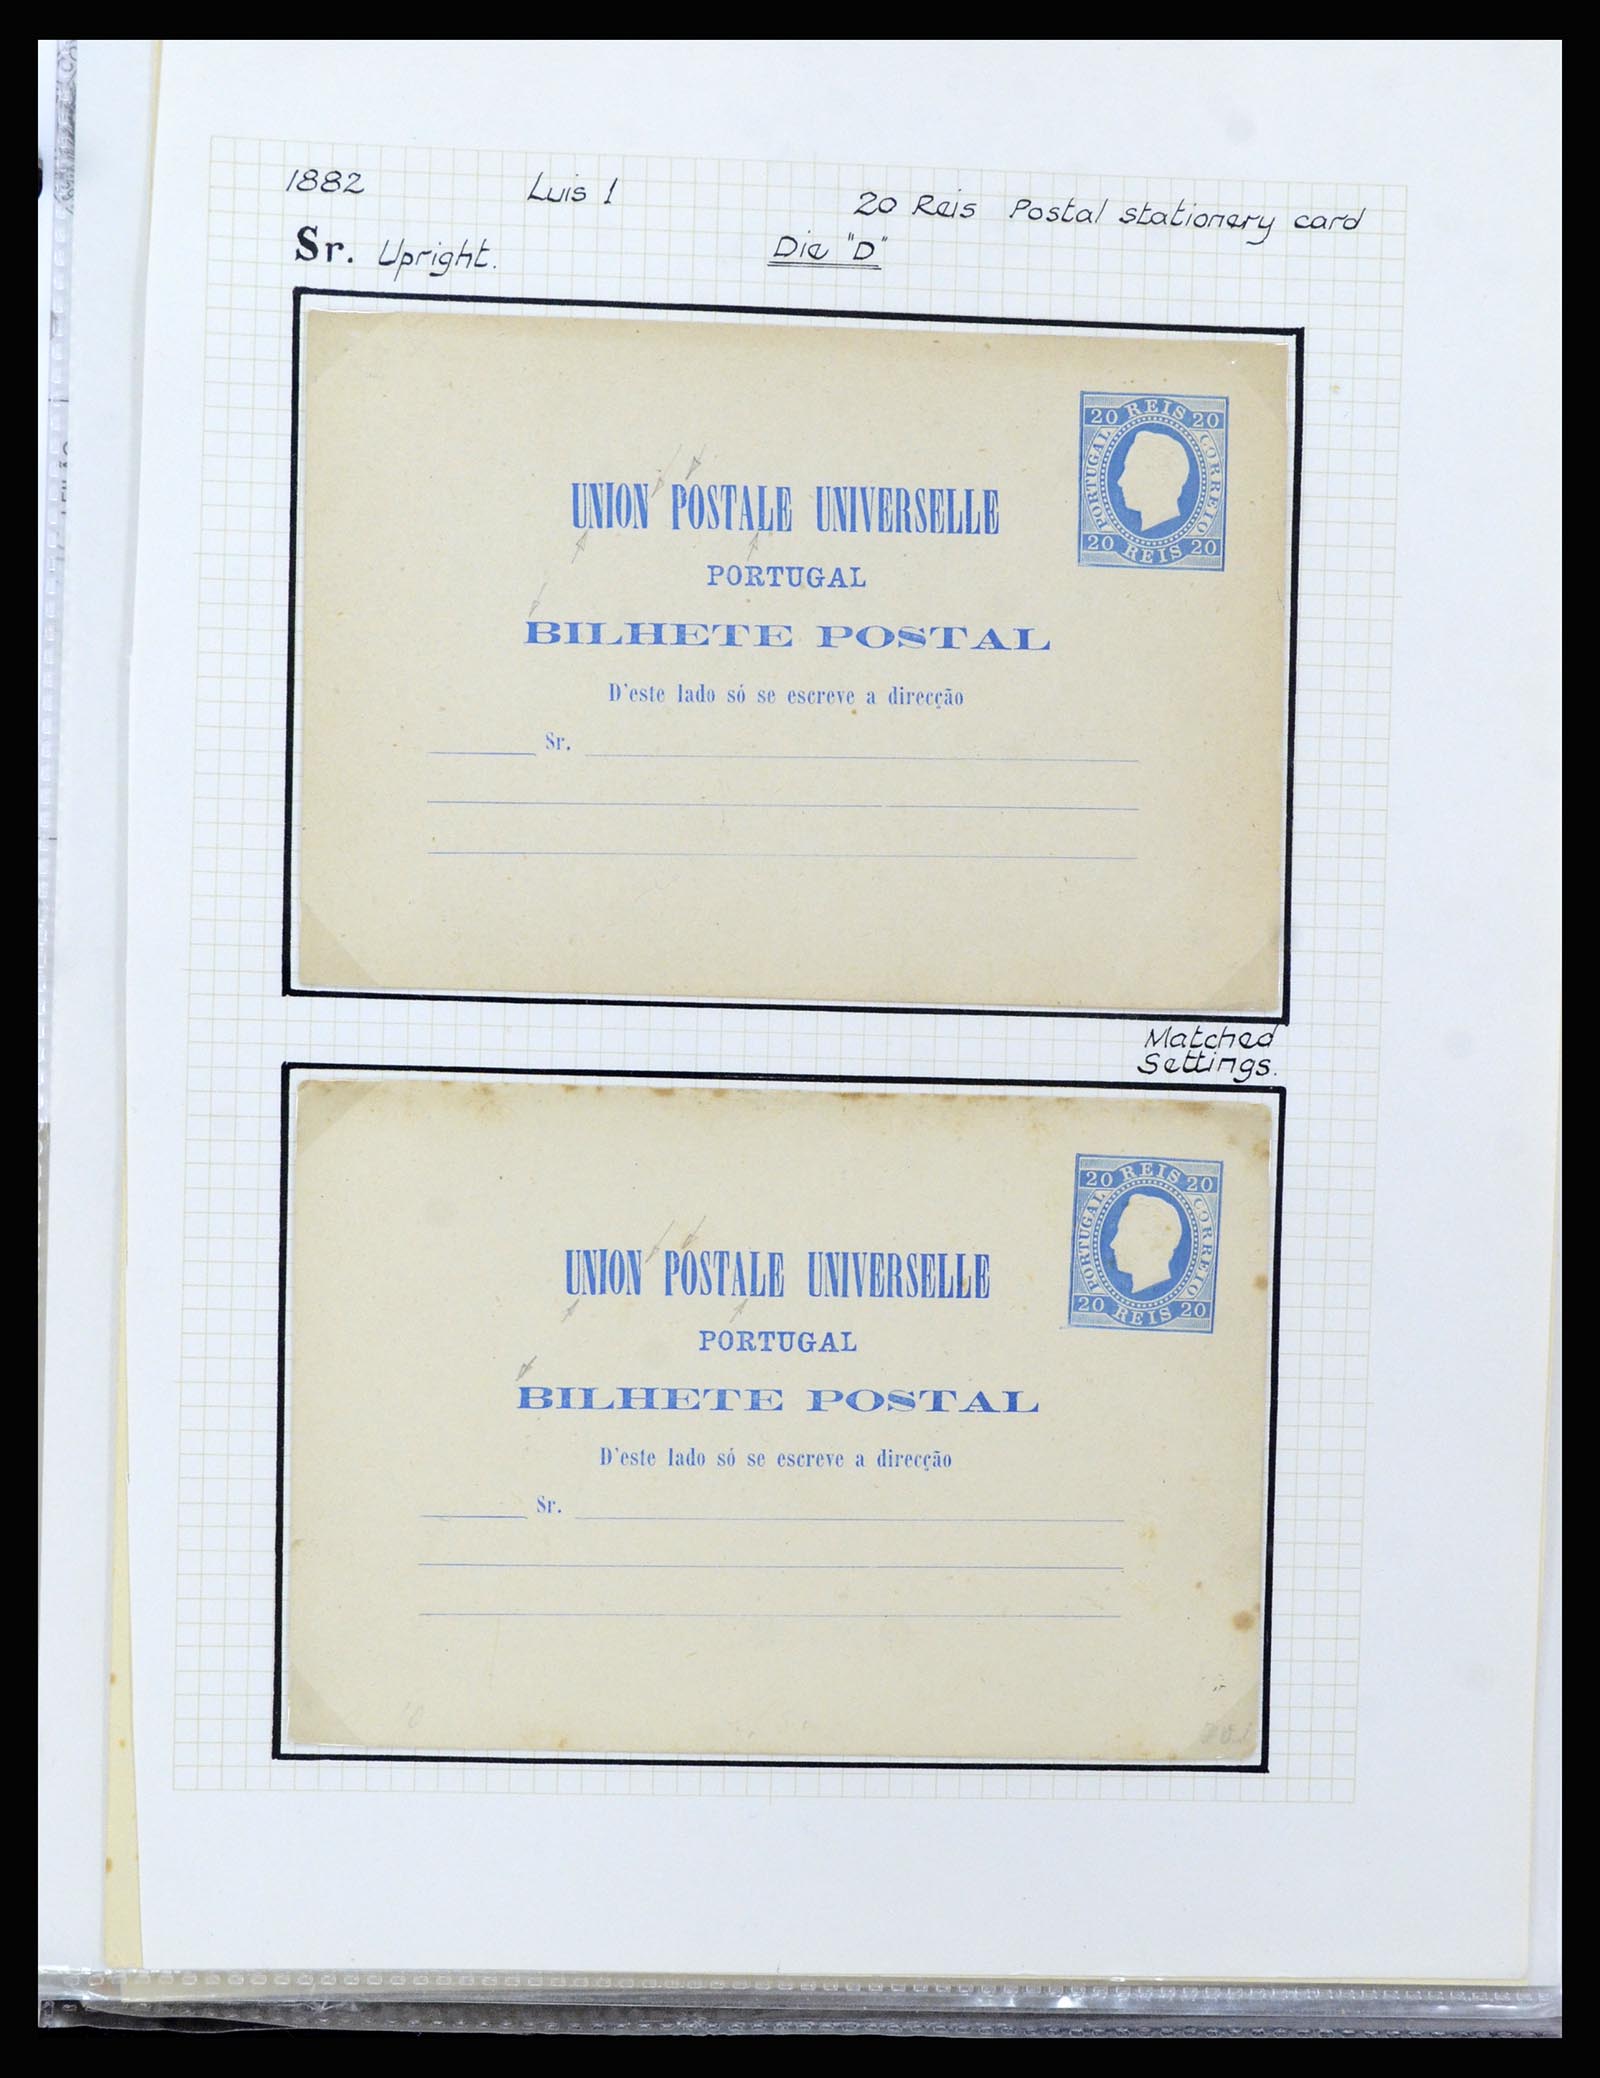 1882 Luis 1 20 Reis Postal stationery card
Sr. Upright. Die "D"
20 REIS 20
PORTUGAL
CORREIO
20 REIS 20
UNION POSTALE UNIVERSELLE
PORTUGAL
BILHETE POSTAL
D'este lado só se escreve a direcção
Sr.
Matched
Settings.
20 REIS 20
PORTUGAL
CORREIO
20 REIS 20
UNION POSTALE UNIVERSELLE
PORTUGAL
BILHETE POSTAL
D'este lado só se escreve a direcção
Sr.